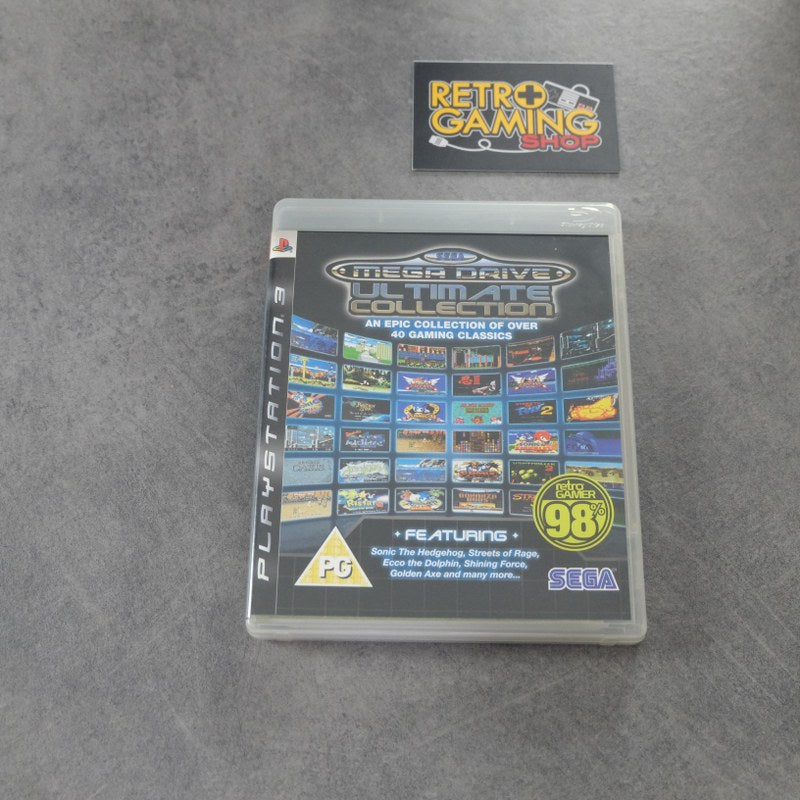 RETRO
GAMING
SHOP
PLAYSTATION 3
SEGA
MEGA DRIVE
ULTIMATE
COLLECTION
AN EPIC COLLECTION OF OVER
40 GAMING CLASSICS
retro
GAMER
98%
FEATURING
Sonic The Hedgehog, Streets of Rage,
Ecco the Dolphin, Shining Force,
Golden Axe and many more...
PG
SEGA